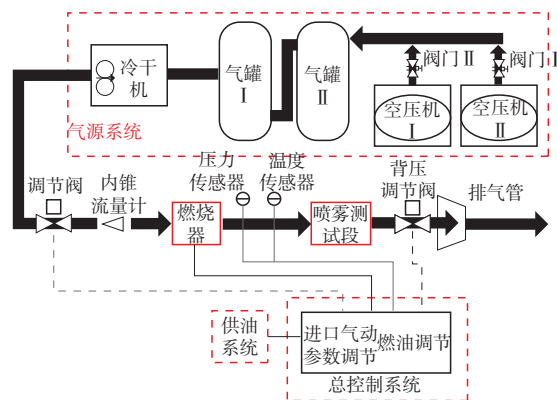 阀门Ⅱ
阀门Ⅰ
冷干
机
气罐
Ⅰ
气罐
Ⅱ
空压机
Ⅰ
空压机
Ⅱ
气源系统
压力
传感器
温度
传感器
背压
调节阀
调节阀
内锥
流量计
排气管
燃烧
器
喷雾测
试段
供油
系统
进口气动
参数调节
燃油调节
总控制系统